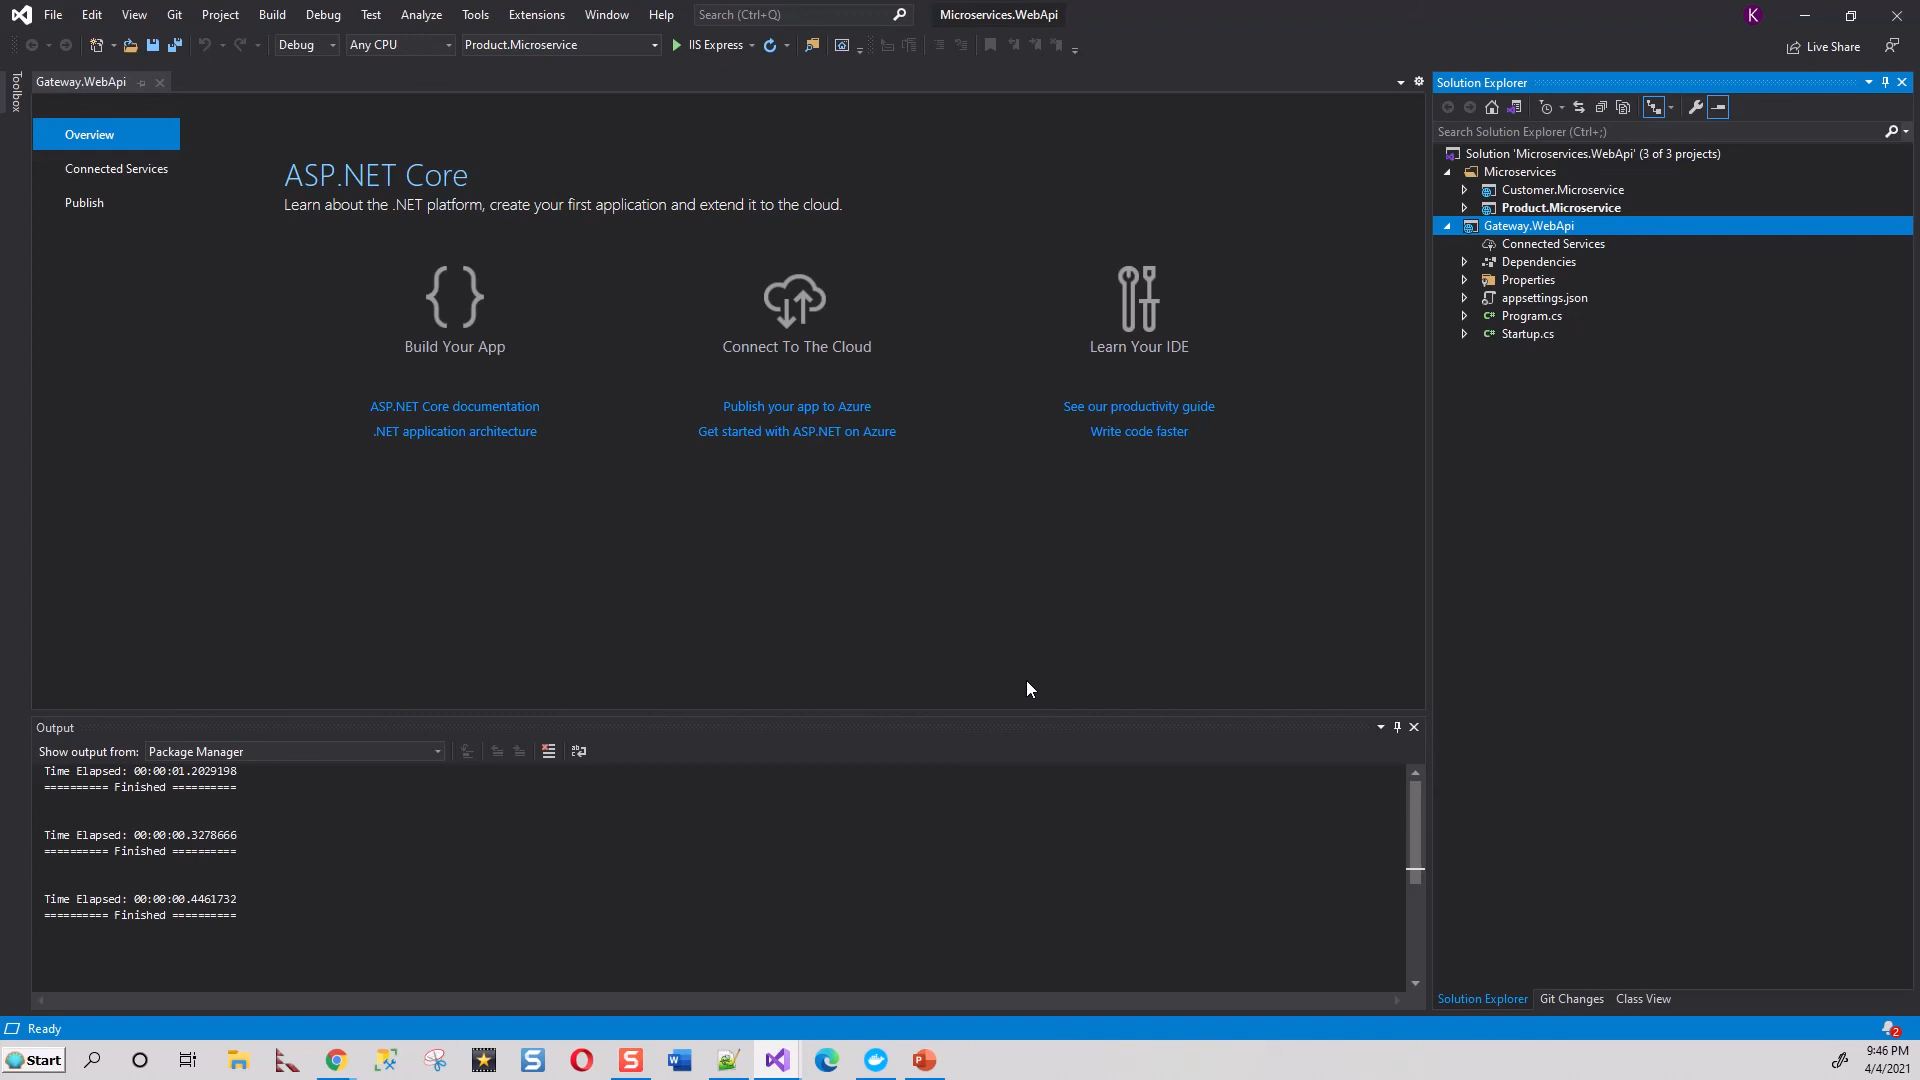 File Edit View Git Project Build Debug Test Analyze Tools Extensions Window Help Search (Ctrl+Q) Microservices.WebApi K
Debug Any CPU Product.Microservice IIS Express Live Share
Toolbox
Gateway.WebApi
Overview
Connected Services
Publish
ASP.NET Core
Learn about the .NET platform, create your first application and extend it to the cloud.
Build Your App
Connect To The Cloud
Learn Your IDE
ASP.NET Core documentation
Publish your app to Azure
See our productivity guide
.NET application architecture
Get started with ASP.NET on Azure
Write code faster
Output
Show output from: Package Manager
Time Elapsed: 00:00:01.2029198
========== Finished ==========
Time Elapsed: 00:00:00.3278666
========== Finished ==========
Time Elapsed: 00:00:00.4461732
========== Finished ==========
Solution Explorer
Search Solution Explorer (Ctrl+;)
Solution 'Microservices.WebApi' (3 of 3 projects)
Microservices
Customer.Microservice
Product.Microservice
Gateway.WebApi
Connected Services
Dependencies
Properties
appsettings.json
C# Program.cs
C# Startup.cs
Solution Explorer Git Changes Class View
Ready
2
Start
9:46 PM
4/4/2021